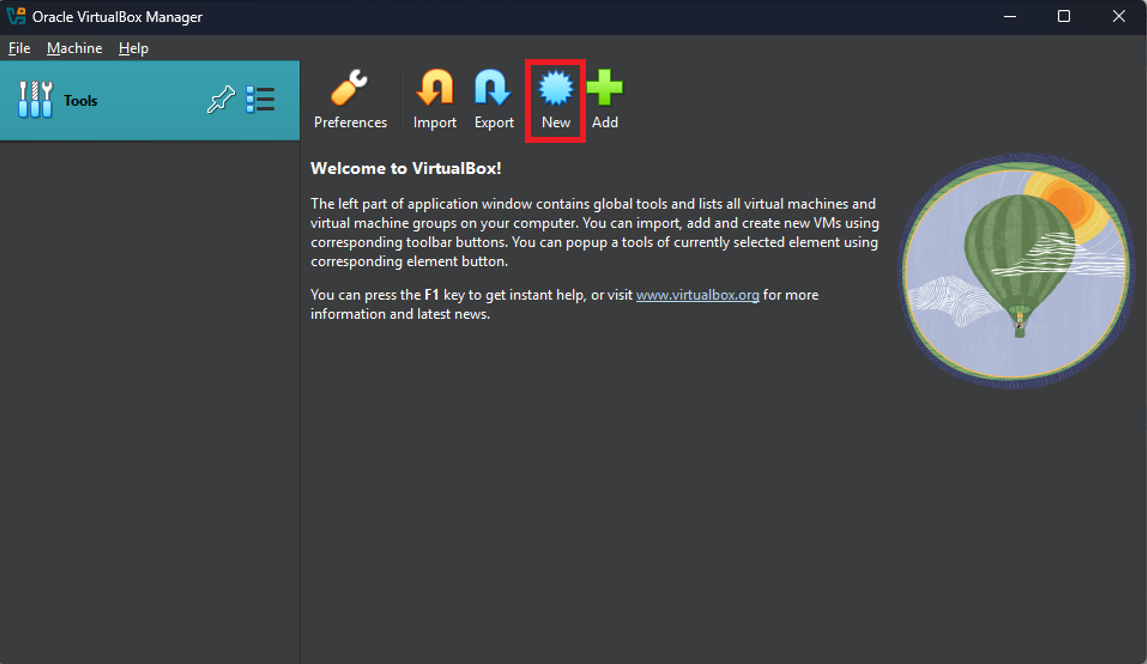 Oracle VirtualBox Manager
File Machine Help
Tools
Preferences Import Export New Add
Welcome to VirtualBox!
The left part of application window contains global tools and lists all virtual machines and
virtual machine groups on your computer. You can import, add and create new VMs using
corresponding toolbar buttons. You can popup a tools of currently selected element using
corresponding element button.
You can press the F1 key to get instant help, or visit www.virtualbox.org for more
information and latest news.